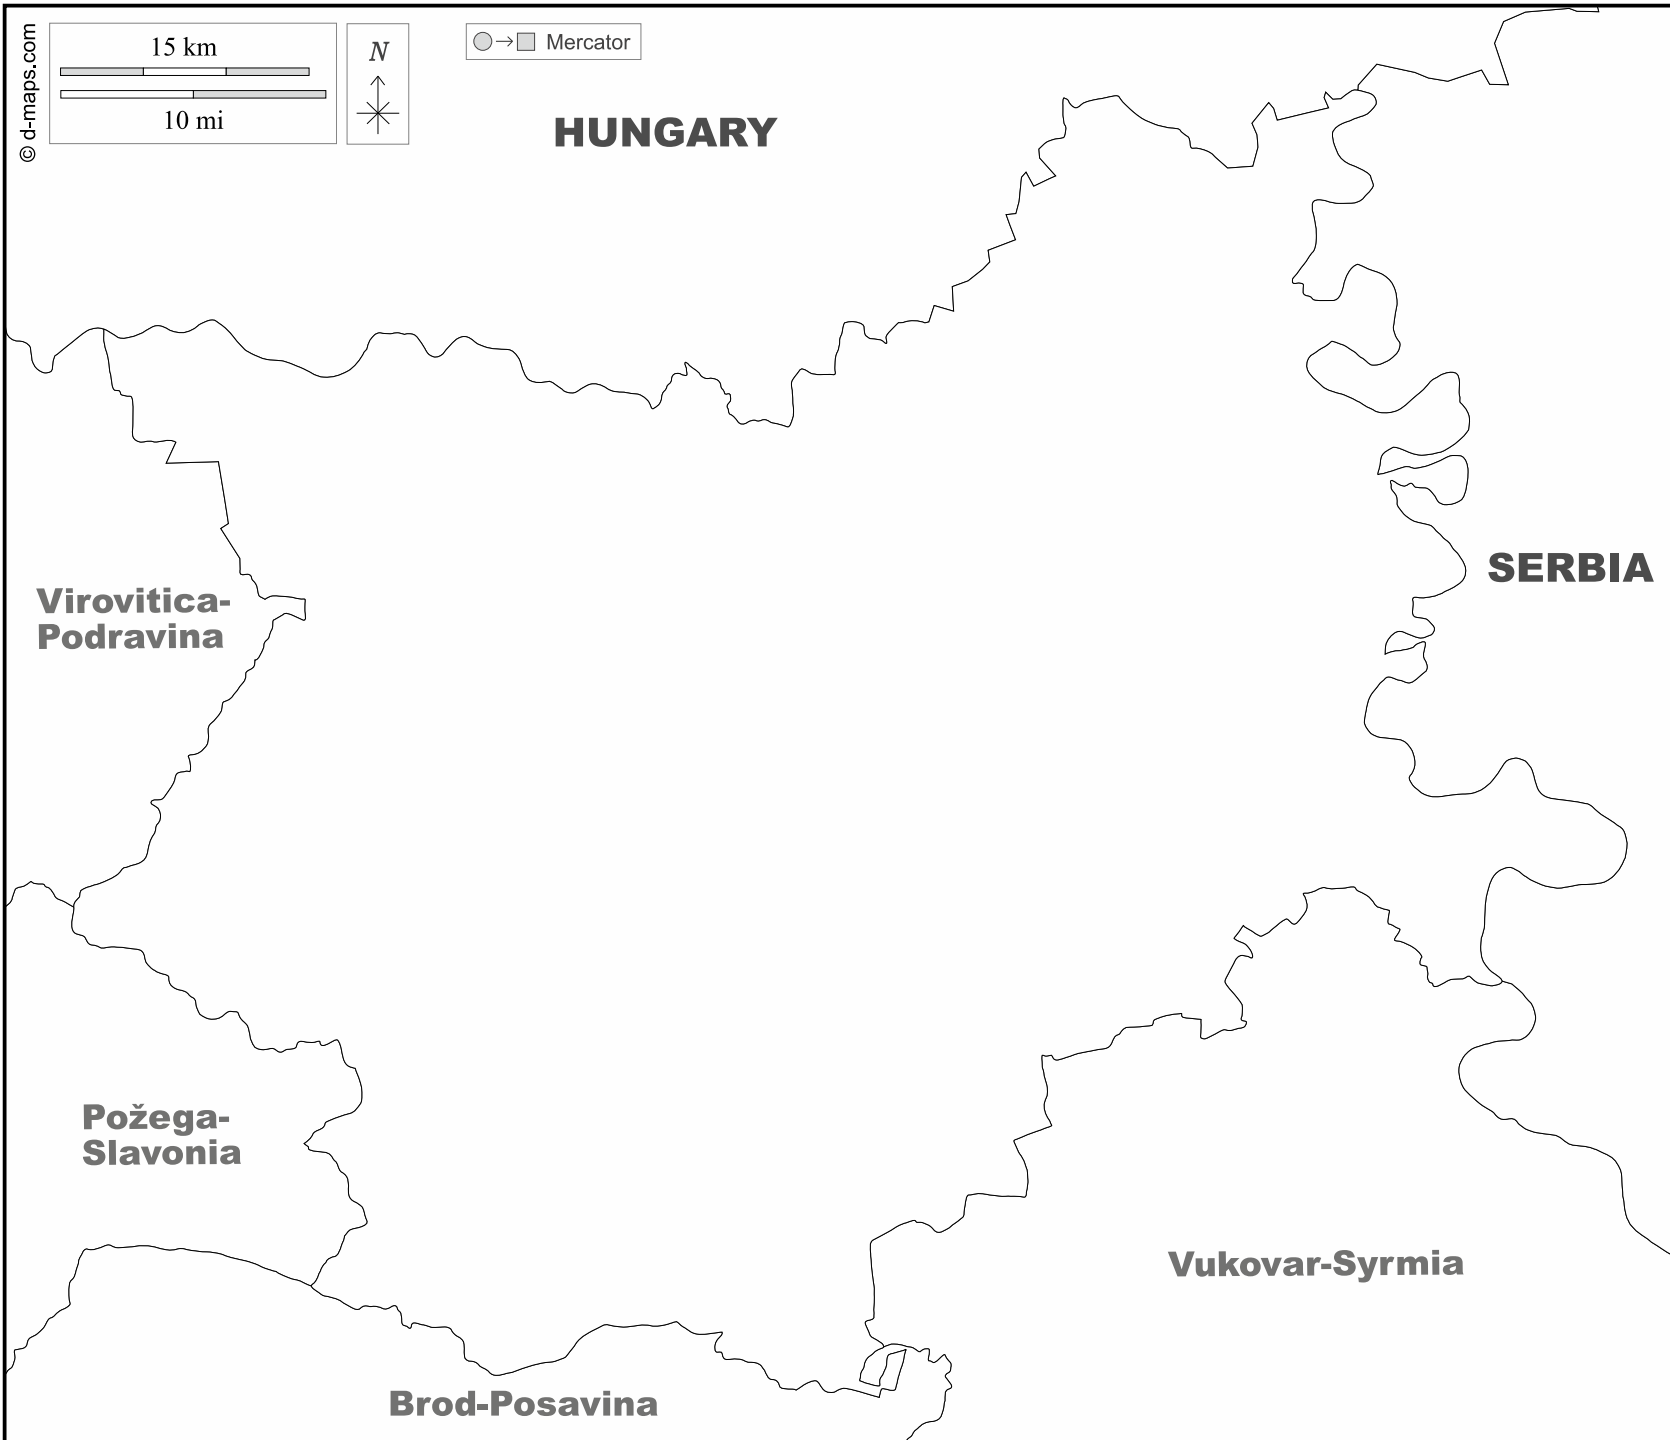 © d-maps.com
15 km
10 mi
N
Mercator
HUNGARY
SERBIA
Virovitica-
Podravina
Požega-
Slavonia
Vukovar-Syrmia
Brod-Posavina